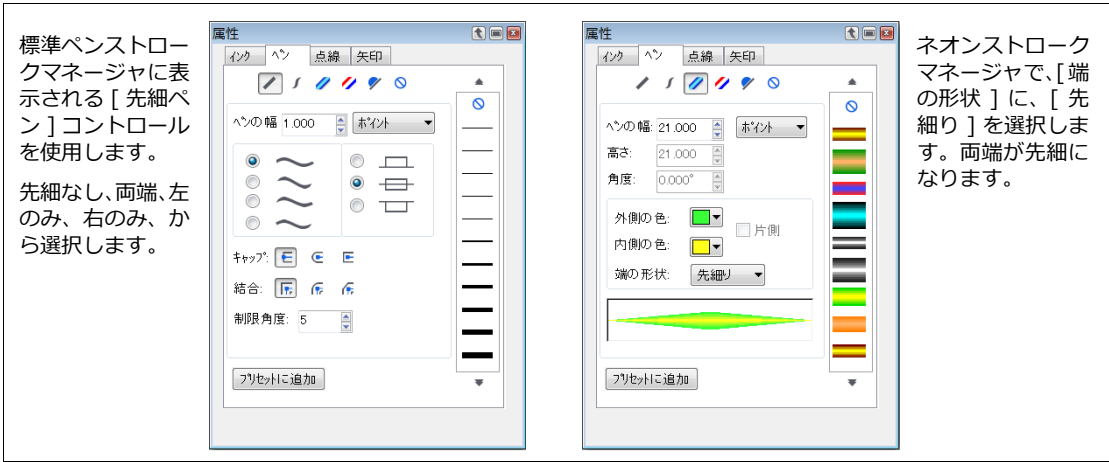 標準ペンストロー
クマネージャに表
示される [ 先細ペ
ン ] コントロール
を使用します。
先細なし、両端、左
のみ、右のみ、か
ら選択します。
属性
インク ペン 点線 矢印
ペンの幅 1.000 ポイント
キャップ:
結合:
制限角度: 5
プリセットに追加
属性
インク ペン 点線 矢印
ペンの幅: 21.000 ポイント
高さ: 21.000
角度: 0.000°
外側の色: 片側
内側の色:
端の形状: 先細り
プリセットに追加
ネオンストローク
マネージャで、[ 端
の形状 ] に、[ 先
細り ] を選択しま
す。両端が先細に
なります。